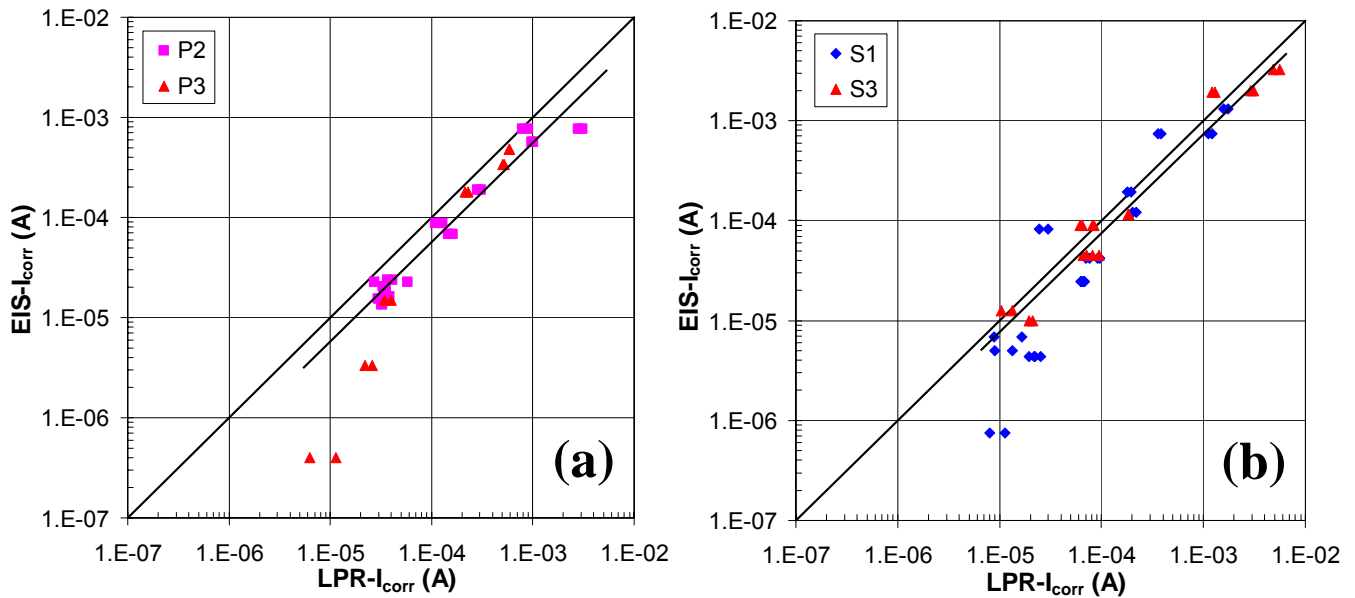 1.E-02
1.E-03
1.E-04
1.E-05
1.E-06
1.E-07
EIS-Icorr (A)
P2
P3
(a)
1.E-07 1.E-06 1.E-05 1.E-04 1.E-03 1.E-02
LPR-Icorr (A)
1.E-02
1.E-03
1.E-04
1.E-05
1.E-06
1.E-07
EIS-Icorr (A)
S1
S3
(b)
1.E-07 1.E-06 1.E-05 1.E-04 1.E-03 1.E-02
LPR-Icorr (A)